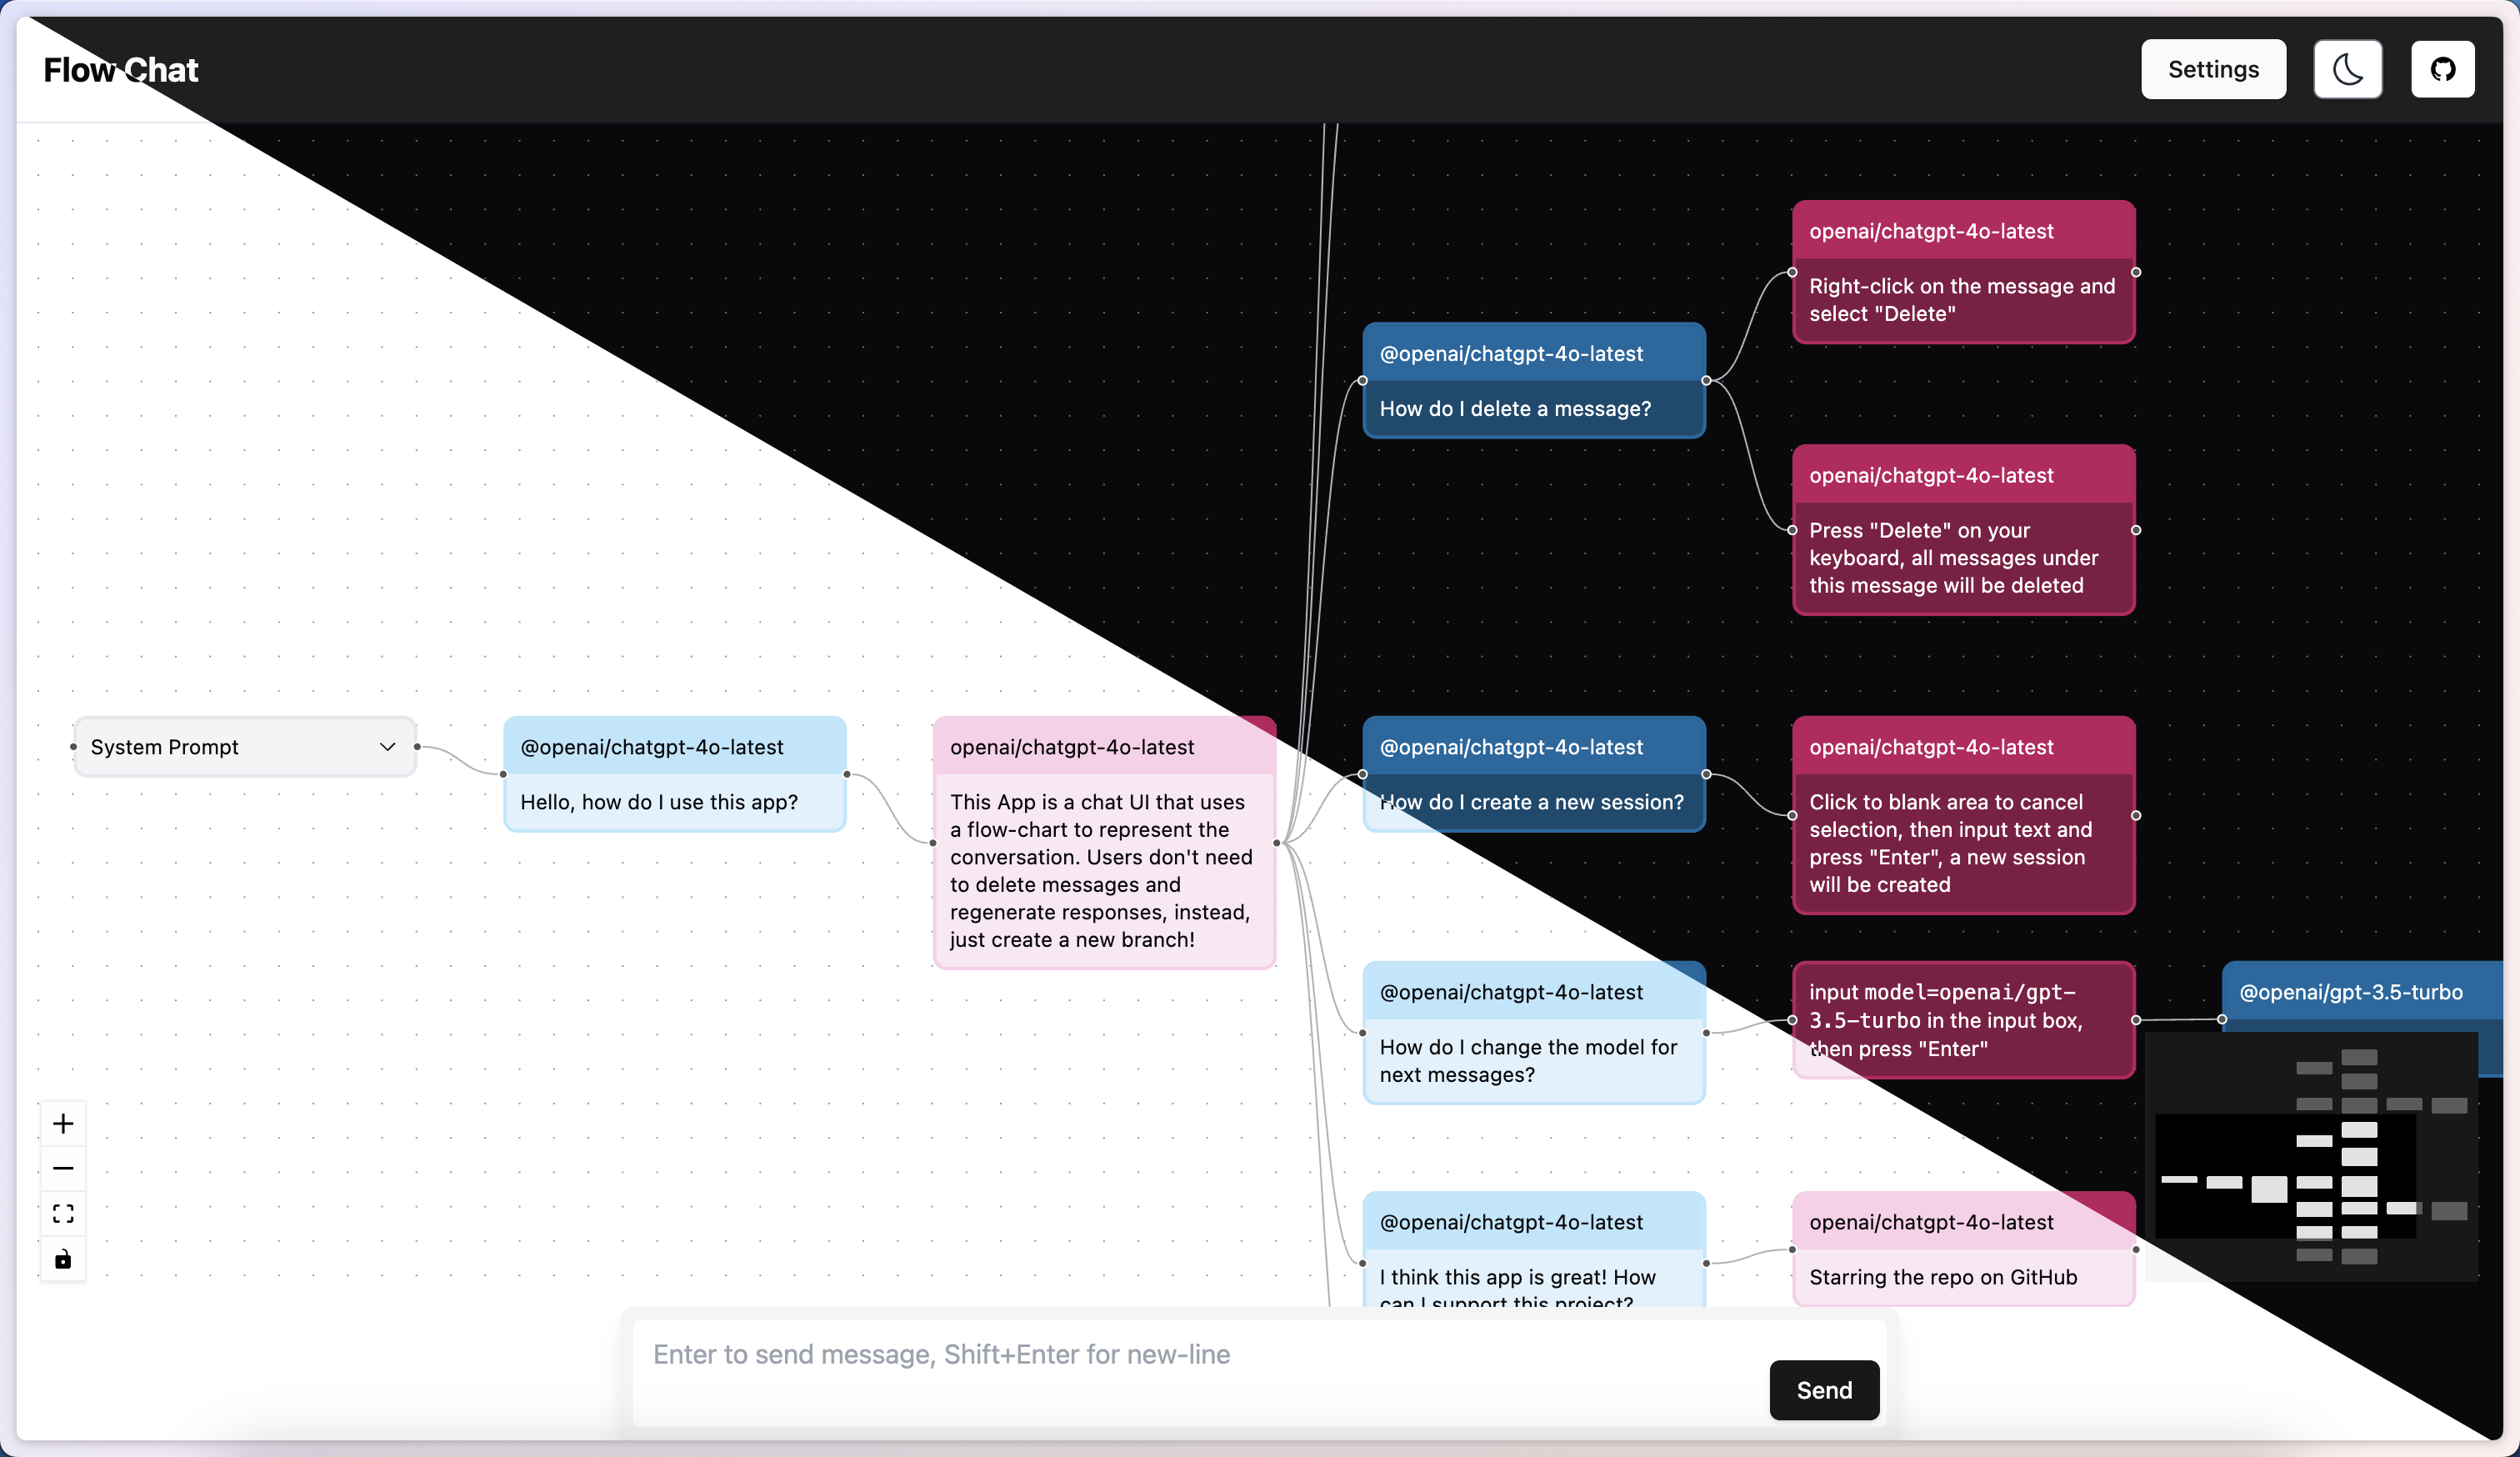 Flow Chat
Settings
openai/chatgpt-4o-latest
Right-click on the message and
select "Delete"
@openai/chatgpt-4o-latest
How do I delete a message?
openai/chatgpt-4o-latest
Press "Delete" on your
keyboard, all messages under
this message will be deleted
System Prompt
@openai/chatgpt-4o-latest
Hello, how do I use this app?
openai/chatgpt-4o-latest
This App is a chat UI that uses
a flow-chart to represent the
conversation. Users don't need
to delete messages and
regenerate responses, instead,
just create a new branch!
@openai/chatgpt-4o-latest
How do I create a new session?
openai/chatgpt-4o-latest
Click to blank area to cancel
selection, then input text and
press "Enter", a new session
will be created
@openai/chatgpt-4o-latest
How do I change the model for
next messages?
input model=openai/gpt-
3.5-turbo in the input box,
then press "Enter"
@openai/gpt-3.5-turbo
@openai/chatgpt-4o-latest
I think this app is great! How
can I support this project?
openai/chatgpt-4o-latest
Starring the repo on GitHub
Enter to send message, Shift+Enter for new-line
Send